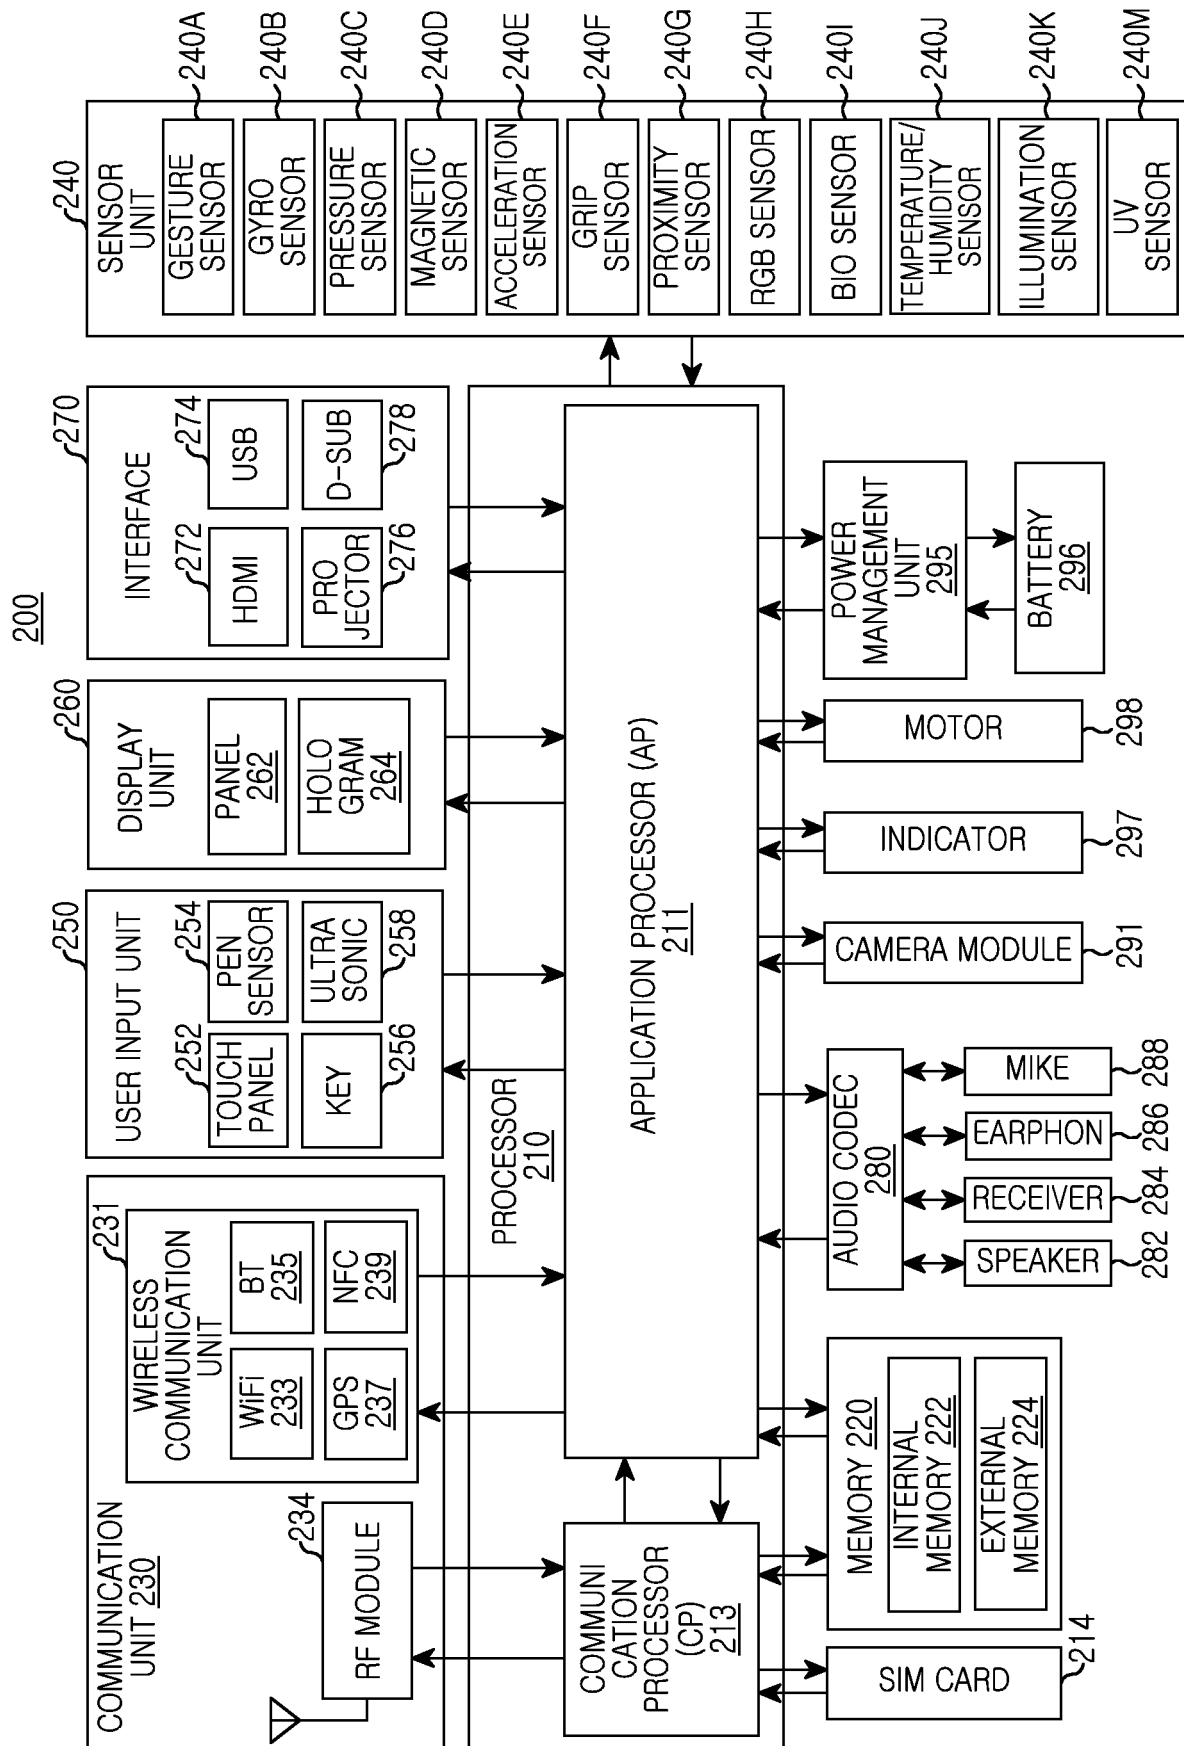 200
COMMUNICATION
UNIT 230
231
WIRELESS
COMMUNICATION
UNIT
WiFi
233
BT
235
GPS
237
NFC
239
234
RF MODULE
250
USER INPUT UNIT
252
TOUCH
PANEL
254
PEN
SENSOR
KEY
256
ULTRA
SONIC
258
260
DISPLAY
UNIT
PANEL
262
HOLO
GRAM
264
270
INTERFACE
272
HDMI
274
USB
PRO
JECTOR
276
D-SUB
278
240
SENSOR
UNIT
GESTURE
SENSOR
240A
GYRO
SENSOR
240B
PRESSURE
SENSOR
240C
MAGNETIC
SENSOR
240D
ACCELERATION
SENSOR
240E
GRIP
SENSOR
240F
PROXIMITY
SENSOR
240G
RGB SENSOR
240H
BIO SENSOR
240I
TEMPERATURE/
HUMIDITY
SENSOR
240J
ILLUMINATION
SENSOR
240K
UV
SENSOR
240M
PROCESSOR
210
COMMUNI
CATION
PROCESSOR
(CP)
213
APPLICATION PROCESSOR (AP)
211
SIM CARD
214
MEMORY 220
INTERNAL
MEMORY 222
EXTERNAL
MEMORY 224
AUDIO CODEC
280
SPEAKER
282
RECEIVER
284
EARPHON
286
MIKE
288
CAMERA MODULE
291
INDICATOR
297
MOTOR
298
POWER
MANAGEMENT
UNIT
295
BATTERY
296